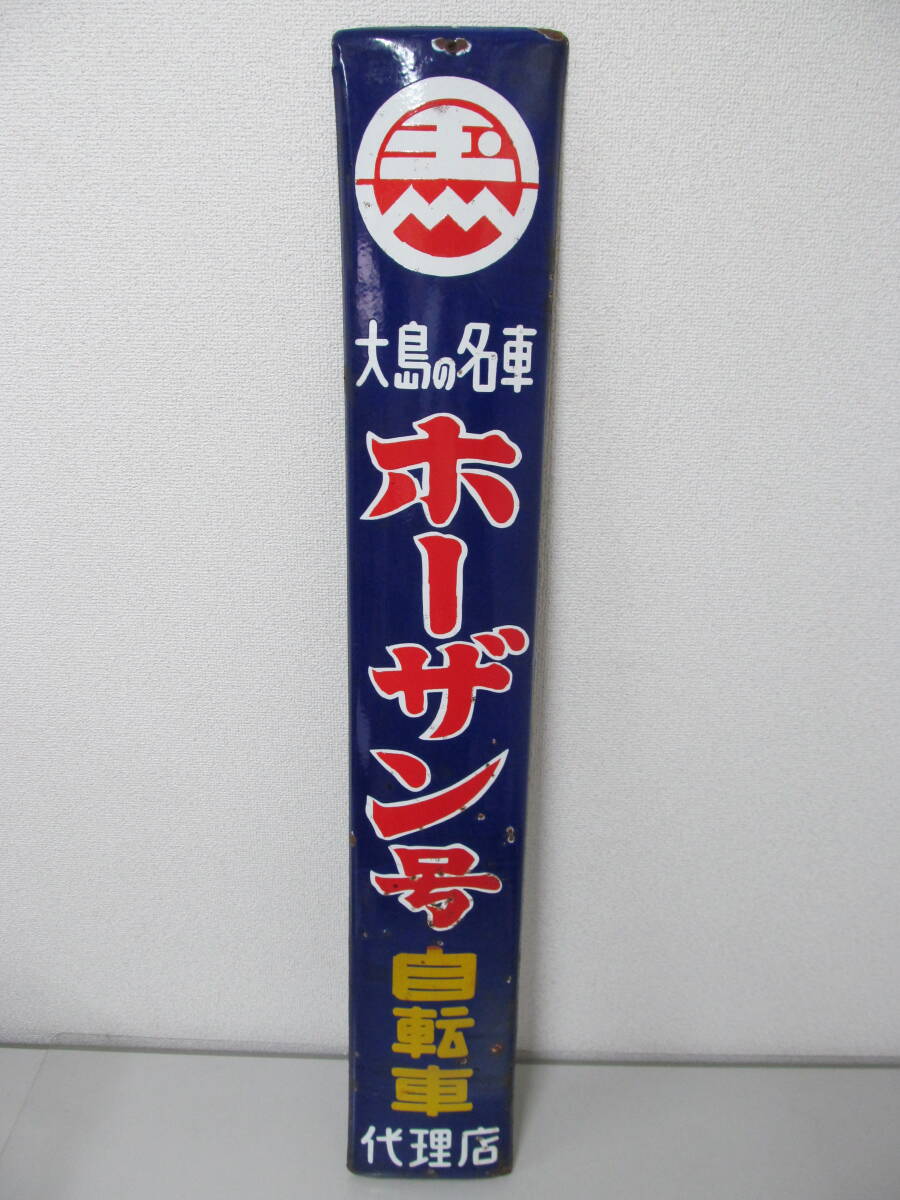 大島の名車
ホーザン号
自転車
代理店